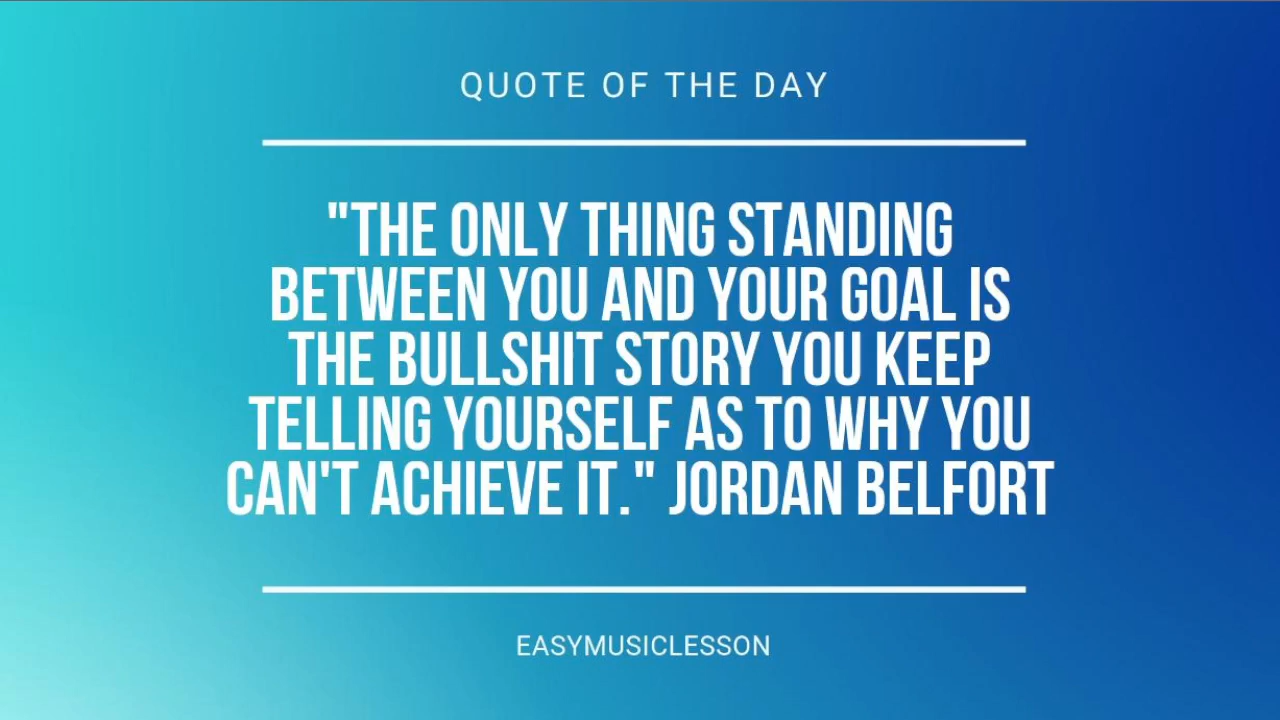 QUOTE OF THE DAY
"THE ONLY THING STANDING
BETWEEN YOU AND YOUR GOAL IS
THE BULLSHIT STORY YOU KEEP
TELLING YOURSELF AS TO WHY YOU
CAN'T ACHIEVE IT." JORDAN BELFORT
EASYMUSICLESSON